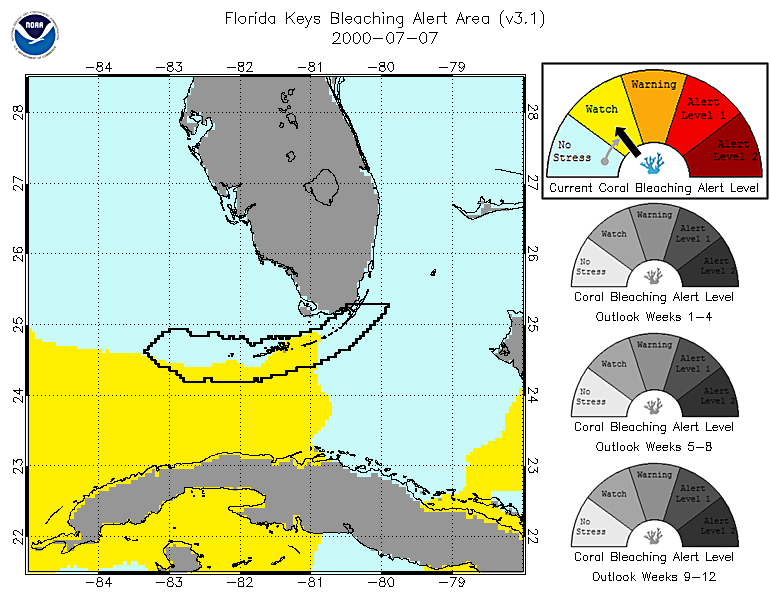 Florida Keys Bleaching Alert Area (v3.1)
2000-07-07
NOAA
-84 -83 -82 -81 -80 -79
28 28
27 27
26 26
25 25
24 24
23 23
22 22
-84 -83 -82 -81 -80 -79
No Stress
Watch
Warning
Alert Level 1
Alert Level 2
Current Coral Bleaching Alert Level
No Stress
Watch
Warning
Alert Level 1
Alert Level 2
Coral Bleaching Alert Level
Outlook Weeks 1-4
No Stress
Watch
Warning
Alert Level 1
Alert Level 2
Coral Bleaching Alert Level
Outlook Weeks 5-8
No Stress
Watch
Warning
Alert Level 1
Alert Level 2
Coral Bleaching Alert Level
Outlook Weeks 9-12